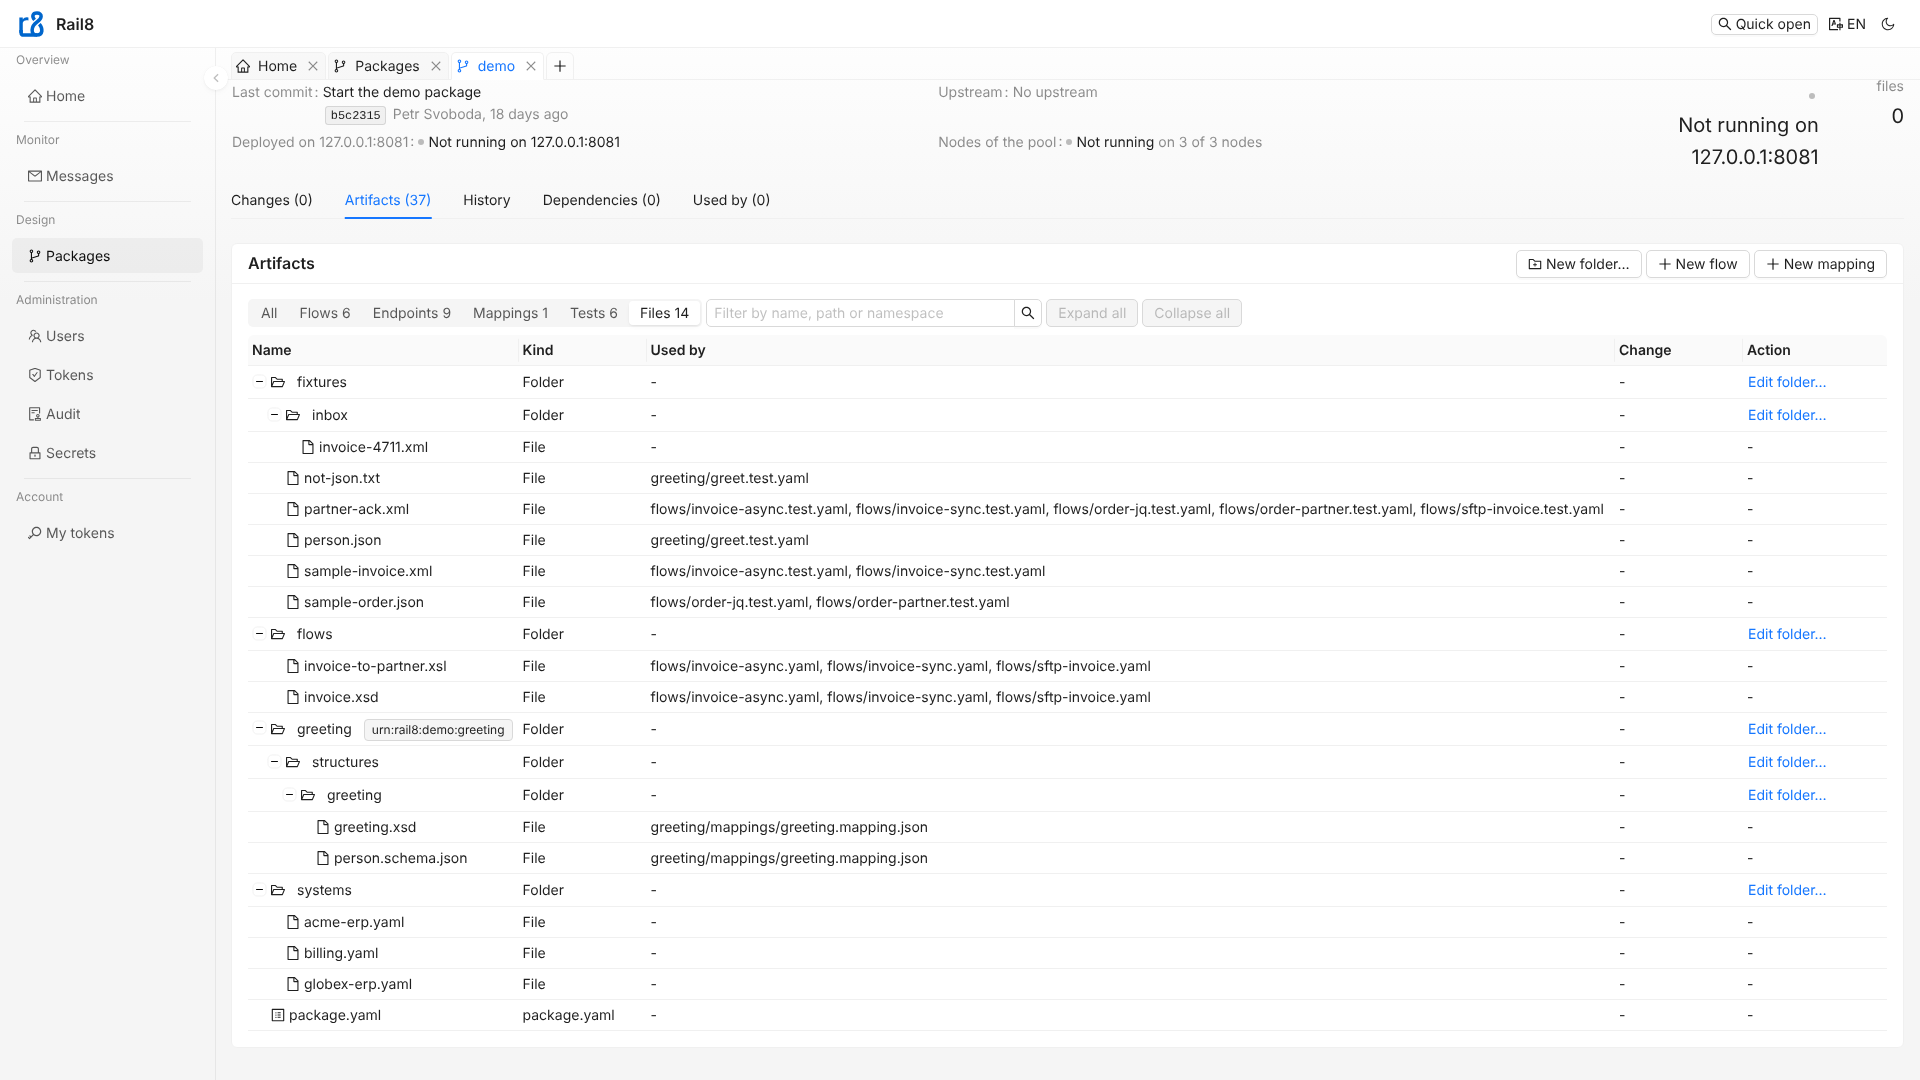 Rail8
Quick open
EN
Overview
Home
Monitor
Messages
Design
Packages
Administration
Users
Tokens
Audit
Secrets
Account
My tokens
Home
Packages
demo
Last commit: Start the demo package
b5c2315 Petr Svoboda, 18 days ago
Upstream: No upstream
Deployed on 127.0.0.1:8081: Not running on 127.0.0.1:8081
Nodes of the pool: Not running on 3 of 3 nodes
Not running on
127.0.0.1:8081
files
0
Changes (0) Artifacts (37) History Dependencies (0) Used by (0)
Artifacts
New folder... New flow New mapping
All Flows 6 Endpoints 9 Mappings 1 Tests 6 Files 14 Filter by name, path or namespace Expand all Collapse all
Name Kind Used by Change Action
fixtures Folder - - Edit folder...
inbox Folder - - Edit folder...
invoice-4711.xml File - - -
not-json.txt File greeting/greet.test.yaml - -
partner-ack.xml File flows/invoice-async.test.yaml, flows/invoice-sync.test.yaml, flows/order-jq.test.yaml, flows/order-partner.test.yaml, flows/sftp-invoice.test.yaml - -
person.json File greeting/greet.test.yaml - -
sample-invoice.xml File flows/invoice-async.test.yaml, flows/invoice-sync.test.yaml - -
sample-order.json File flows/order-jq.test.yaml, flows/order-partner.test.yaml - -
flows Folder - - Edit folder...
invoice-to-partner.xsl File flows/invoice-async.yaml, flows/invoice-sync.yaml, flows/sftp-invoice.yaml - -
invoice.xsd File flows/invoice-async.yaml, flows/invoice-sync.yaml, flows/sftp-invoice.yaml - -
greeting urn:rail8:demo:greeting Folder - - Edit folder...
structures Folder - - Edit folder...
greeting Folder - - Edit folder...
greeting.xsd File greeting/mappings/greeting.mapping.json - -
person.schema.json File greeting/mappings/greeting.mapping.json - -
systems Folder - - Edit folder...
acme-erp.yaml File - - -
billing.yaml File - - -
globex-erp.yaml File - - -
package.yaml package.yaml - - -